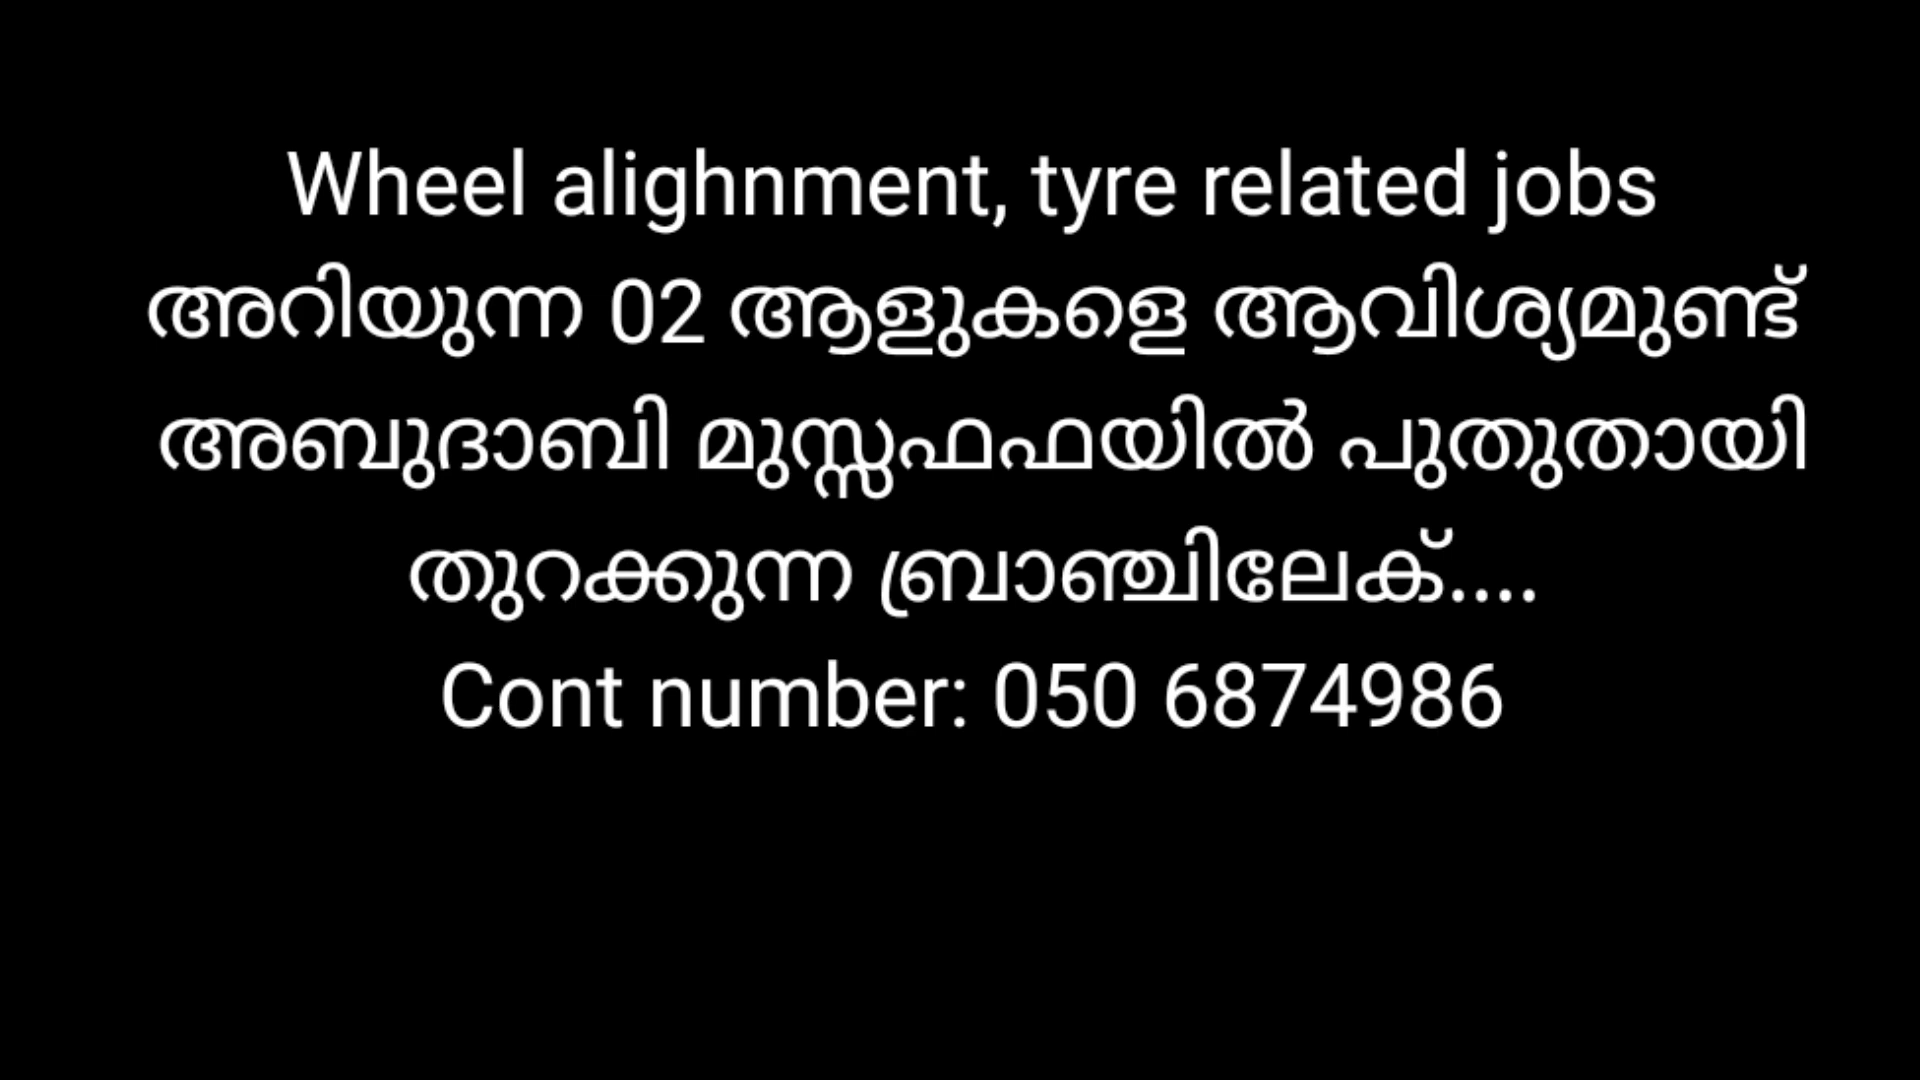 Wheel alighnment, tyre related jobs
അറിയുന്ന 02 ആളുകളെ ആവിശ്യമുണ്ട്
അബുദാബി മുസ്സഫഫയിൽ പുതുതായി
തുറക്കുന്ന ബ്രാഞ്ചിലേക്....
Cont number: 050 6874986